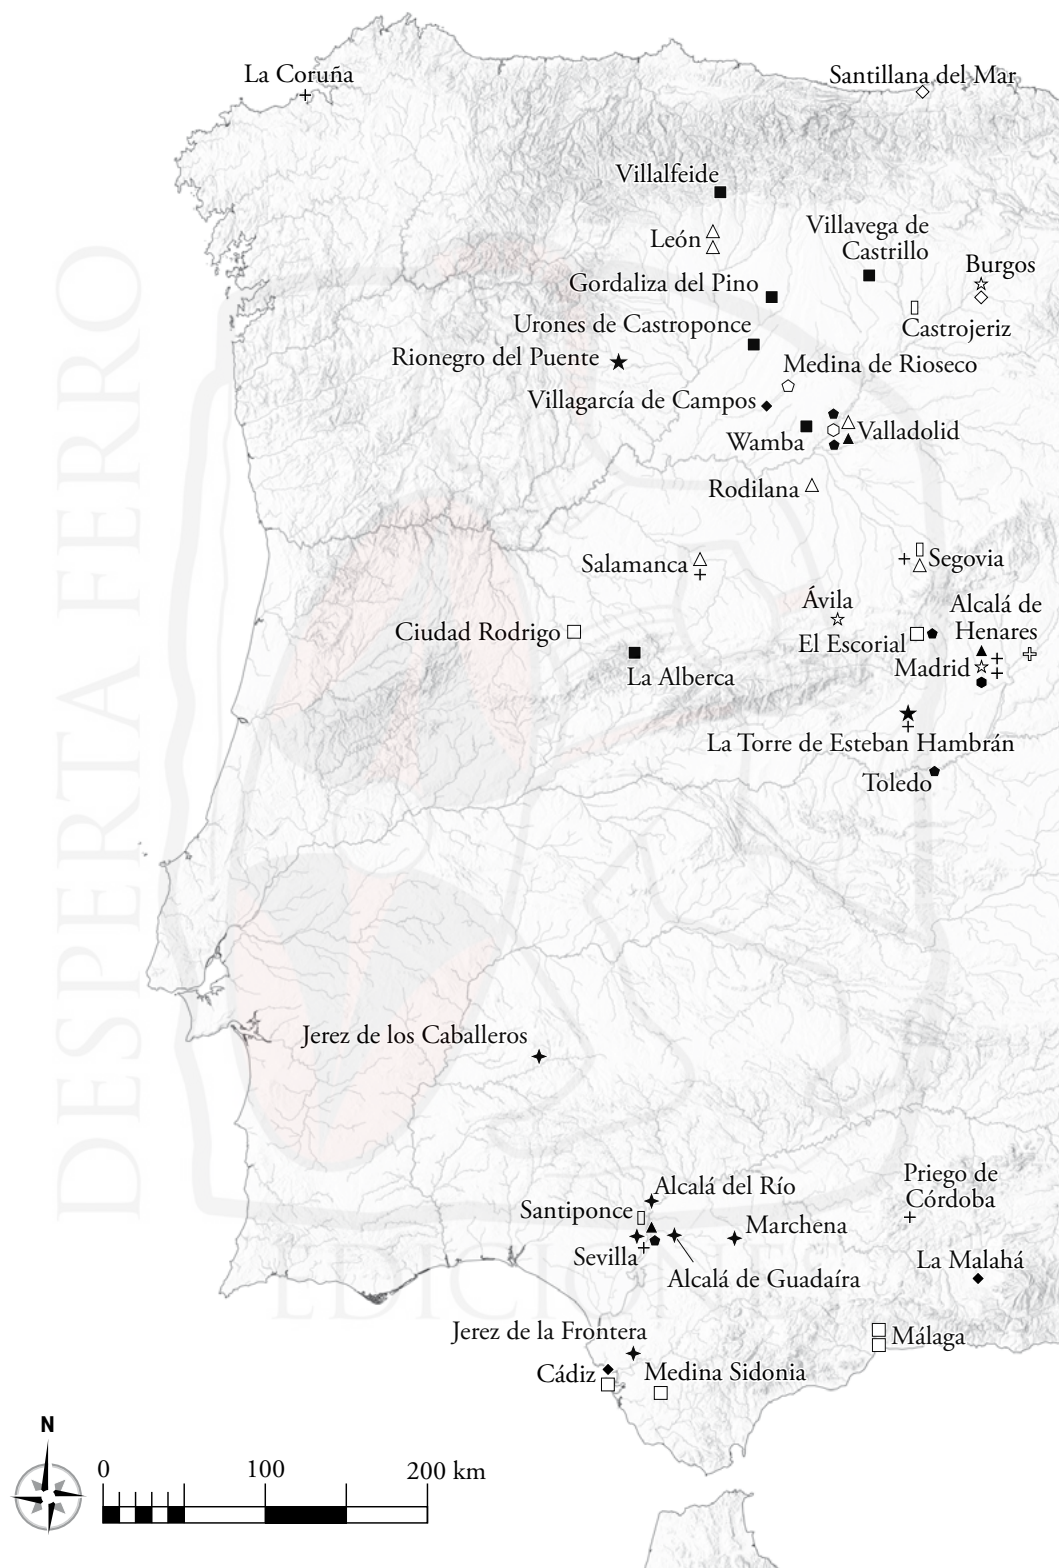 La Coruña
Santillana del Mar
Villalfeide
León
Villavega de
Castrillo
Burgos
Gordaliza del Pino
Castrojeriz
Urones de Castroponce
Rionegro del Puente
Medina de Rioseco
Villagarcía de Campos
Wamba
Valladolid
Rodilana
Salamanca
Segovia
Ávila
Alcalá de
Henares
Ciudad Rodrigo
El Escorial
La Alberca
Madrid
La Torre de Esteban Hambrán
Toledo
DESPERTA FERRO
Jerez de los Caballeros
Priego de
Córdoba
Alcalá del Río
Santiponce
Marchena
Sevilla
La Malahá
Alcalá de Guadaíra
EDICIONES
Jerez de la Frontera
Málaga
Cádiz
Medina Sidonia
N
0 100 200 km